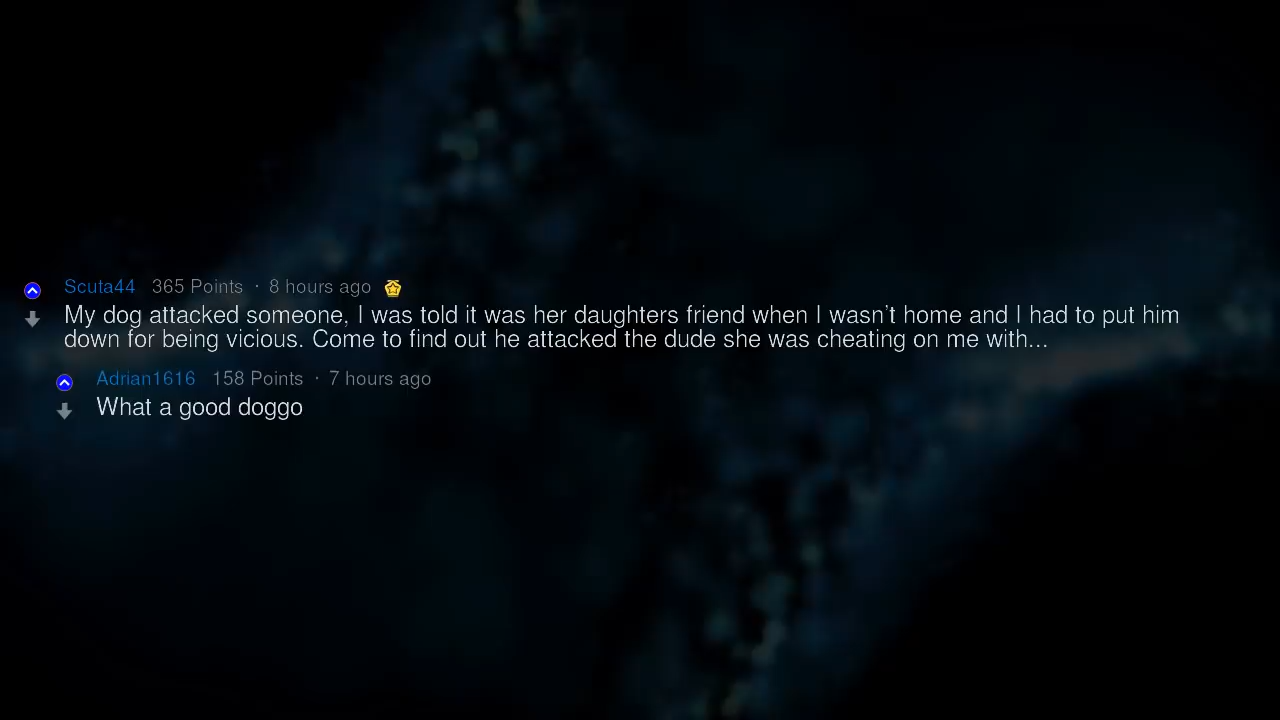 Scuta44 365 Points · 8 hours ago
My dog attacked someone, I was told it was her daughters friend when I wasn't home and I had to put him
down for being vicious. Come to find out he attacked the dude she was cheating on me with...
Adrian1616 158 Points · 7 hours ago
What a good doggo